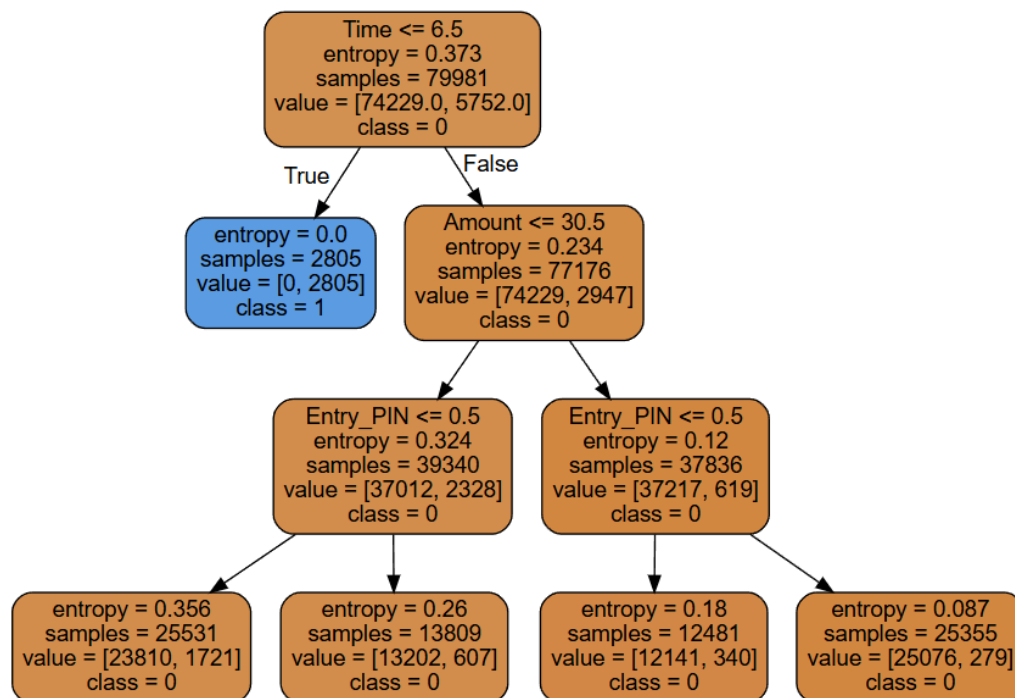 Time <= 6.5
entropy = 0.373
samples = 79981
value = [74229.0, 5752.0]
class = 0
True
False
entropy = 0.0
samples = 2805
value = [0, 2805]
class = 1
Amount <= 30.5
entropy = 0.234
samples = 77176
value = [74229, 2947]
class = 0
Entry_PIN <= 0.5
entropy = 0.324
samples = 39340
value = [37012, 2328]
class = 0
Entry_PIN <= 0.5
entropy = 0.12
samples = 37836
value = [37217, 619]
class = 0
entropy = 0.356
samples = 25531
value = [23810, 1721]
class = 0
entropy = 0.26
samples = 13809
value = [13202, 607]
class = 0
entropy = 0.18
samples = 12481
value = [12141, 340]
class = 0
entropy = 0.087
samples = 25355
value = [25076, 279]
class = 0